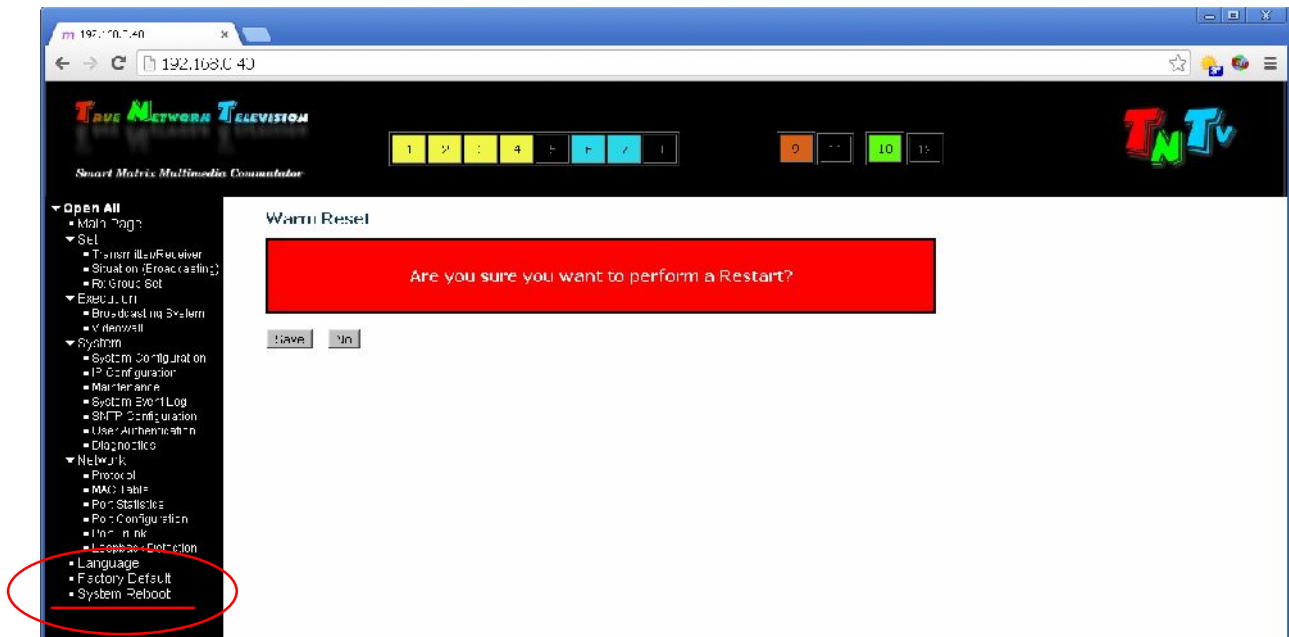 192.168.0.40
True Network Television
Smart Matrix Multimedia Commutator
1 2 4 9 10
TNTv
Open All
Main Page
Set
Transmitter/Receiver
Situation (Broadcasting)
Rx Group Set
Execution
Broadcasting System
Videowall
System
System Configuration
IP Configuration
Maintenance
System Event Log
SNTP Configuration
User Authentication
Diagnostics
Network
Protocol
MAC Table
Port Statistics
Port Configuration
Port Trunk
Loopback Detection
Language
Factory Default
System Reboot
Warm Reset
Are you sure you want to perform a Restart?
Save No